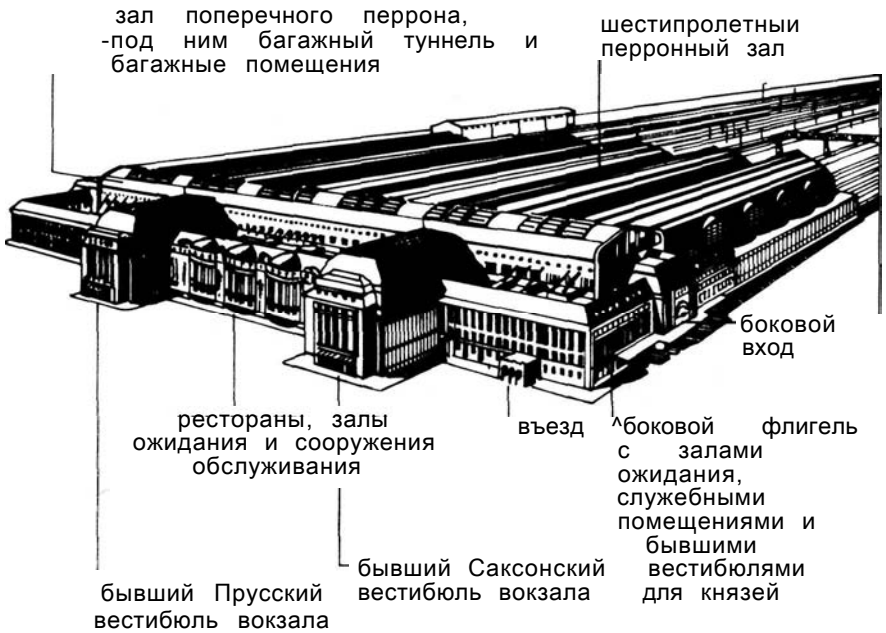 зал поперечного перрона,
-под ним багажный туннель и
багажные помещения
шестипролетный
перронный зал
боковой
вход
рестораны, залы
ожидания и сооружения
обслуживания
въезд
^боковой флигель
с залами
ожидания,
служебными
помещениями и
бывшими
вестибюлями
для князей
бывший Саксонский
вестибюль вокзала
бывший Прусский
вестибюль вокзала